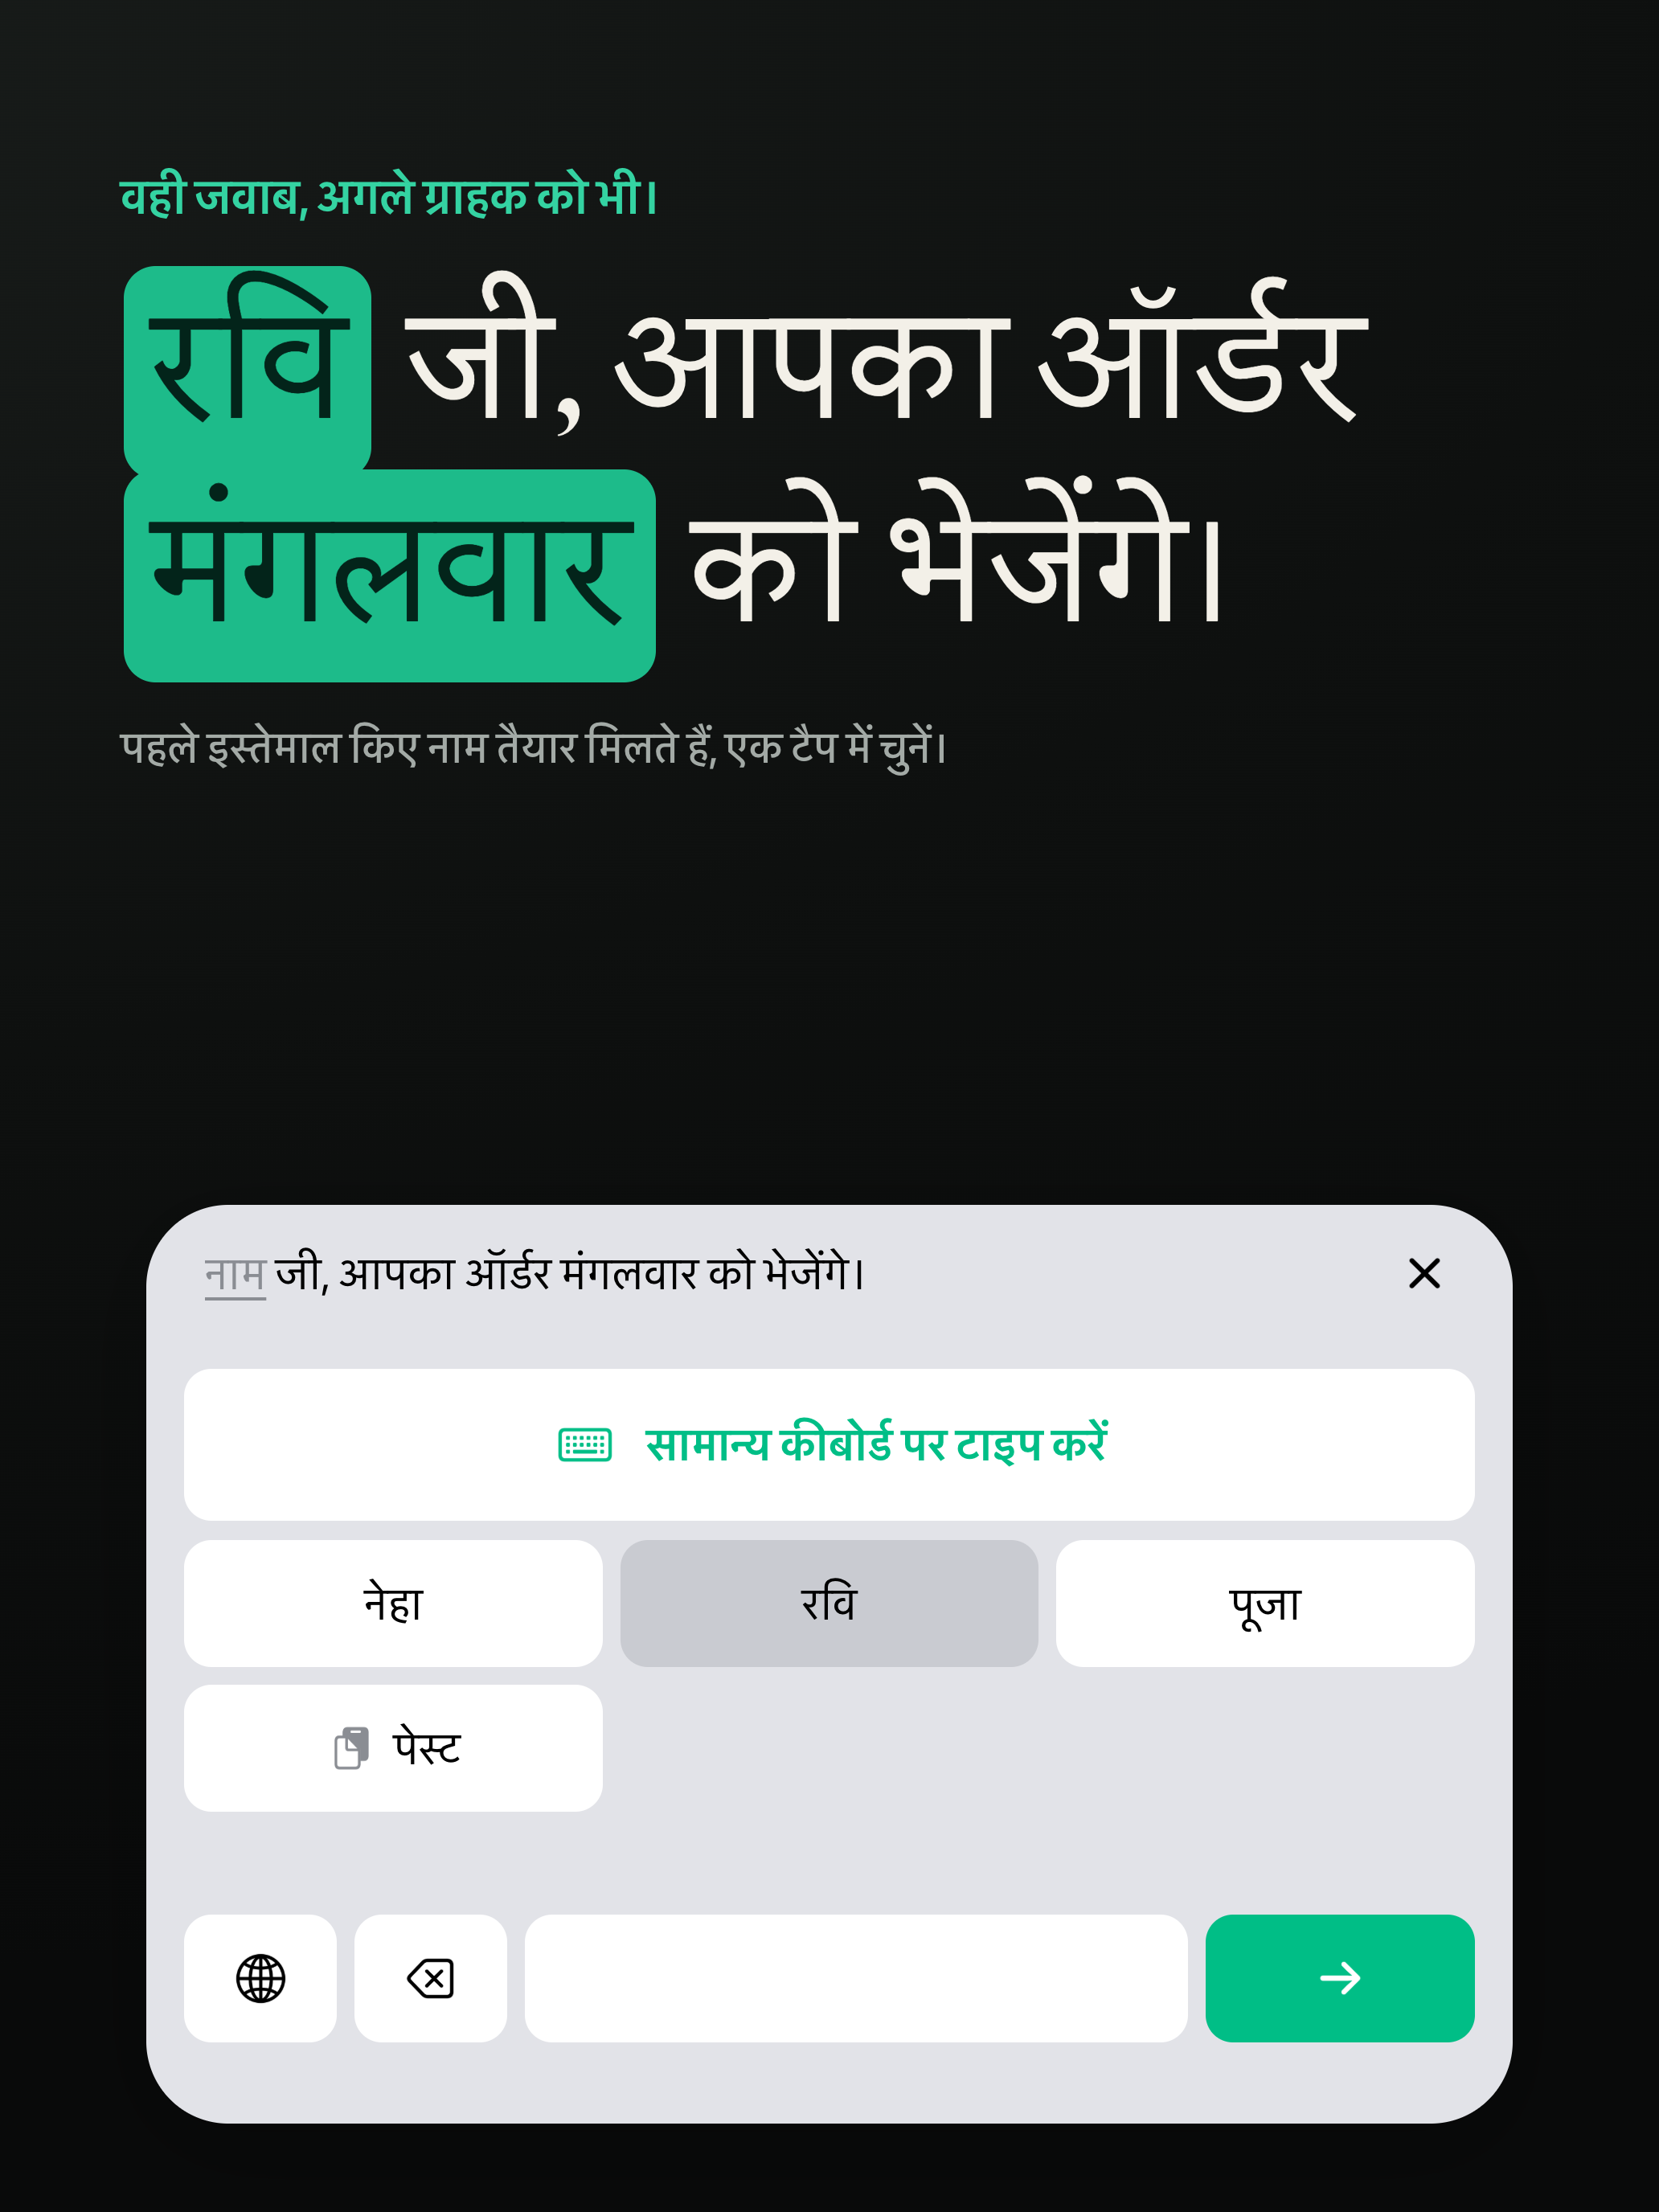 वही जवाब, अगले ग्राहक को भी।
रवि जी, आपका ऑर्डर
मंगलवार को भेजेंगे।
पहले इस्तेमाल किए नाम तैयार मिलते हैं, एक टैप में चुनें।
नाम जी, आपका ऑर्डर मंगलवार को भेजेंगे।
सामान्य कीबोर्ड पर टाइप करें
नेहा
रवि
पूजा
पेस्ट